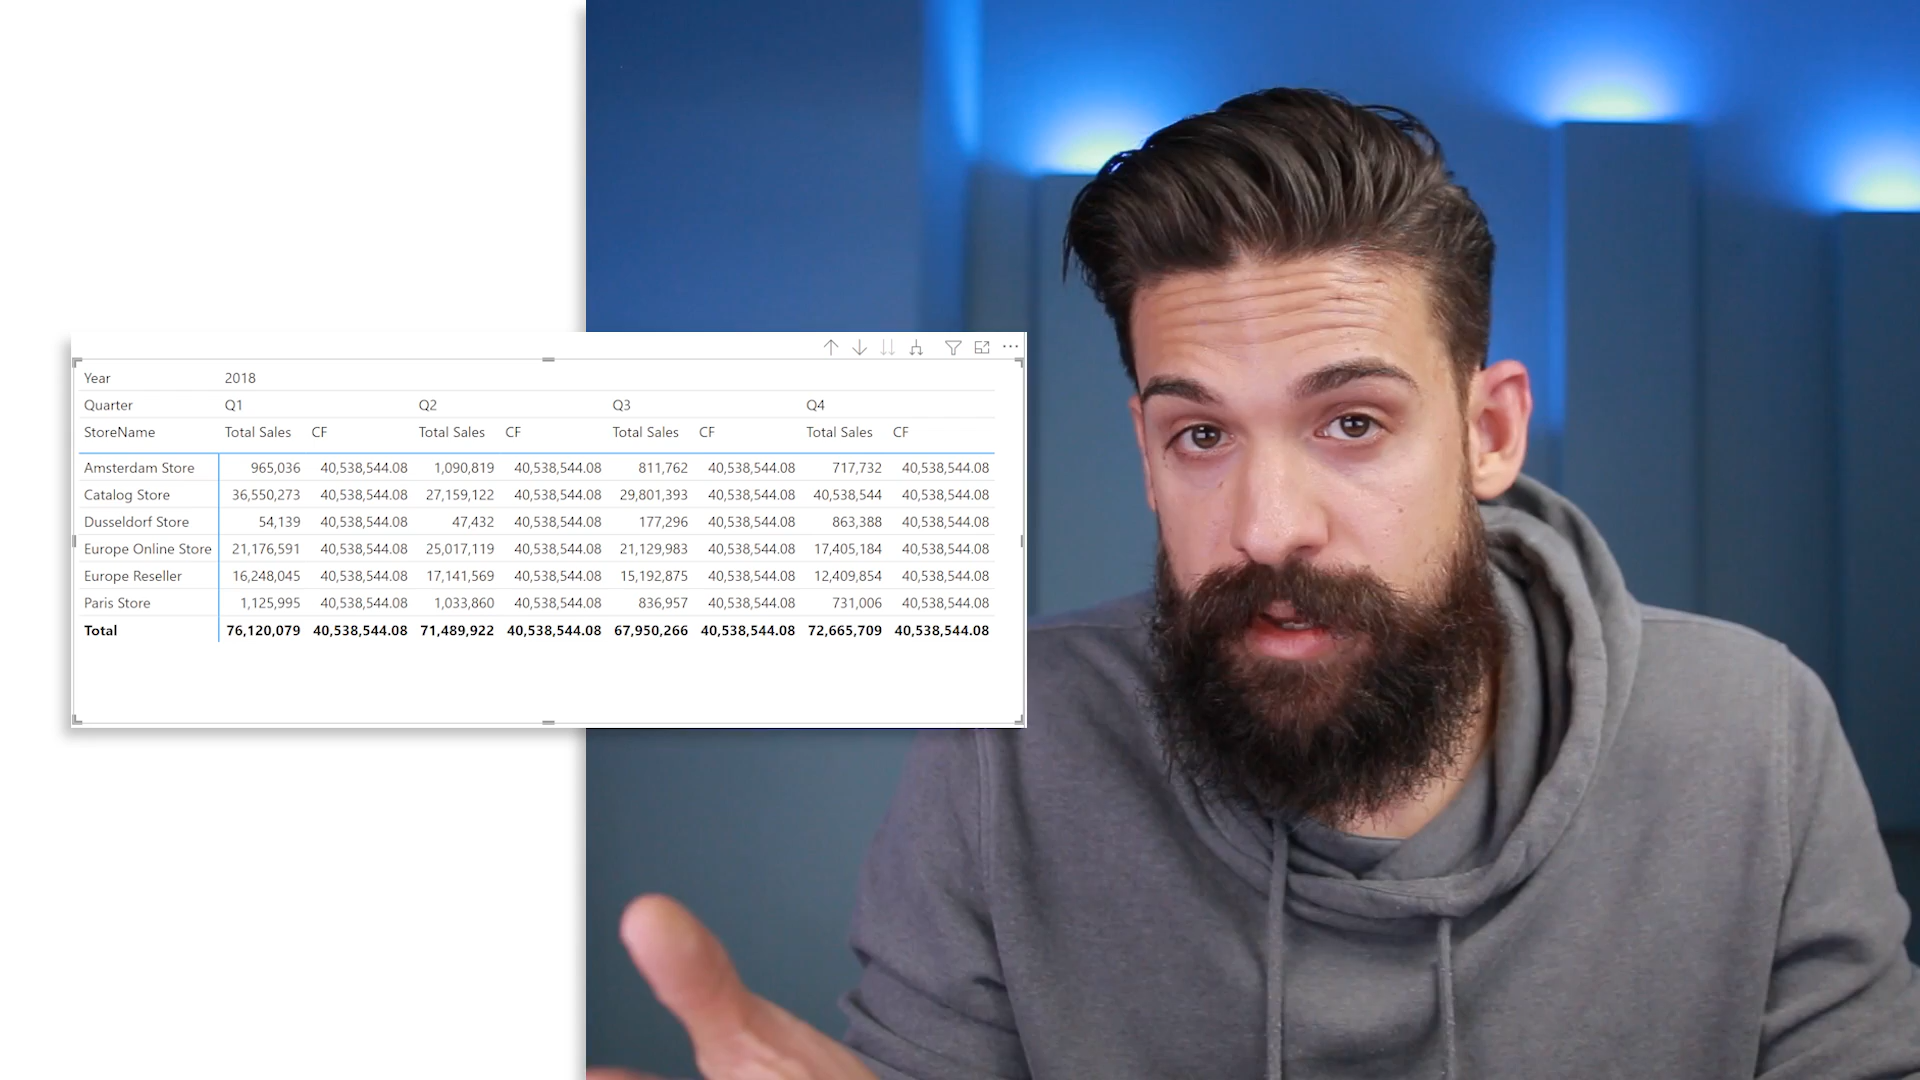 Year 2018
Quarter Q1 Q2 Q3 Q4
StoreName Total Sales CF Total Sales CF Total Sales CF Total Sales CF
Amsterdam Store 965,036 40,538,544.08 1,090,819 40,538,544.08 811,762 40,538,544.08 717,732 40,538,544.08
Catalog Store 36,550,273 40,538,544.08 27,159,122 40,538,544.08 29,801,393 40,538,544.08 40,538,544 40,538,544.08
Dusseldorf Store 54,139 40,538,544.08 47,432 40,538,544.08 177,296 40,538,544.08 863,388 40,538,544.08
Europe Online Store 21,176,591 40,538,544.08 25,017,119 40,538,544.08 21,129,983 40,538,544.08 17,405,184 40,538,544.08
Europe Reseller 16,248,045 40,538,544.08 17,141,569 40,538,544.08 15,192,875 40,538,544.08 12,409,854 40,538,544.08
Paris Store 1,125,995 40,538,544.08 1,033,860 40,538,544.08 836,957 40,538,544.08 731,006 40,538,544.08
Total 76,120,079 40,538,544.08 71,489,922 40,538,544.08 67,950,266 40,538,544.08 72,665,709 40,538,544.08